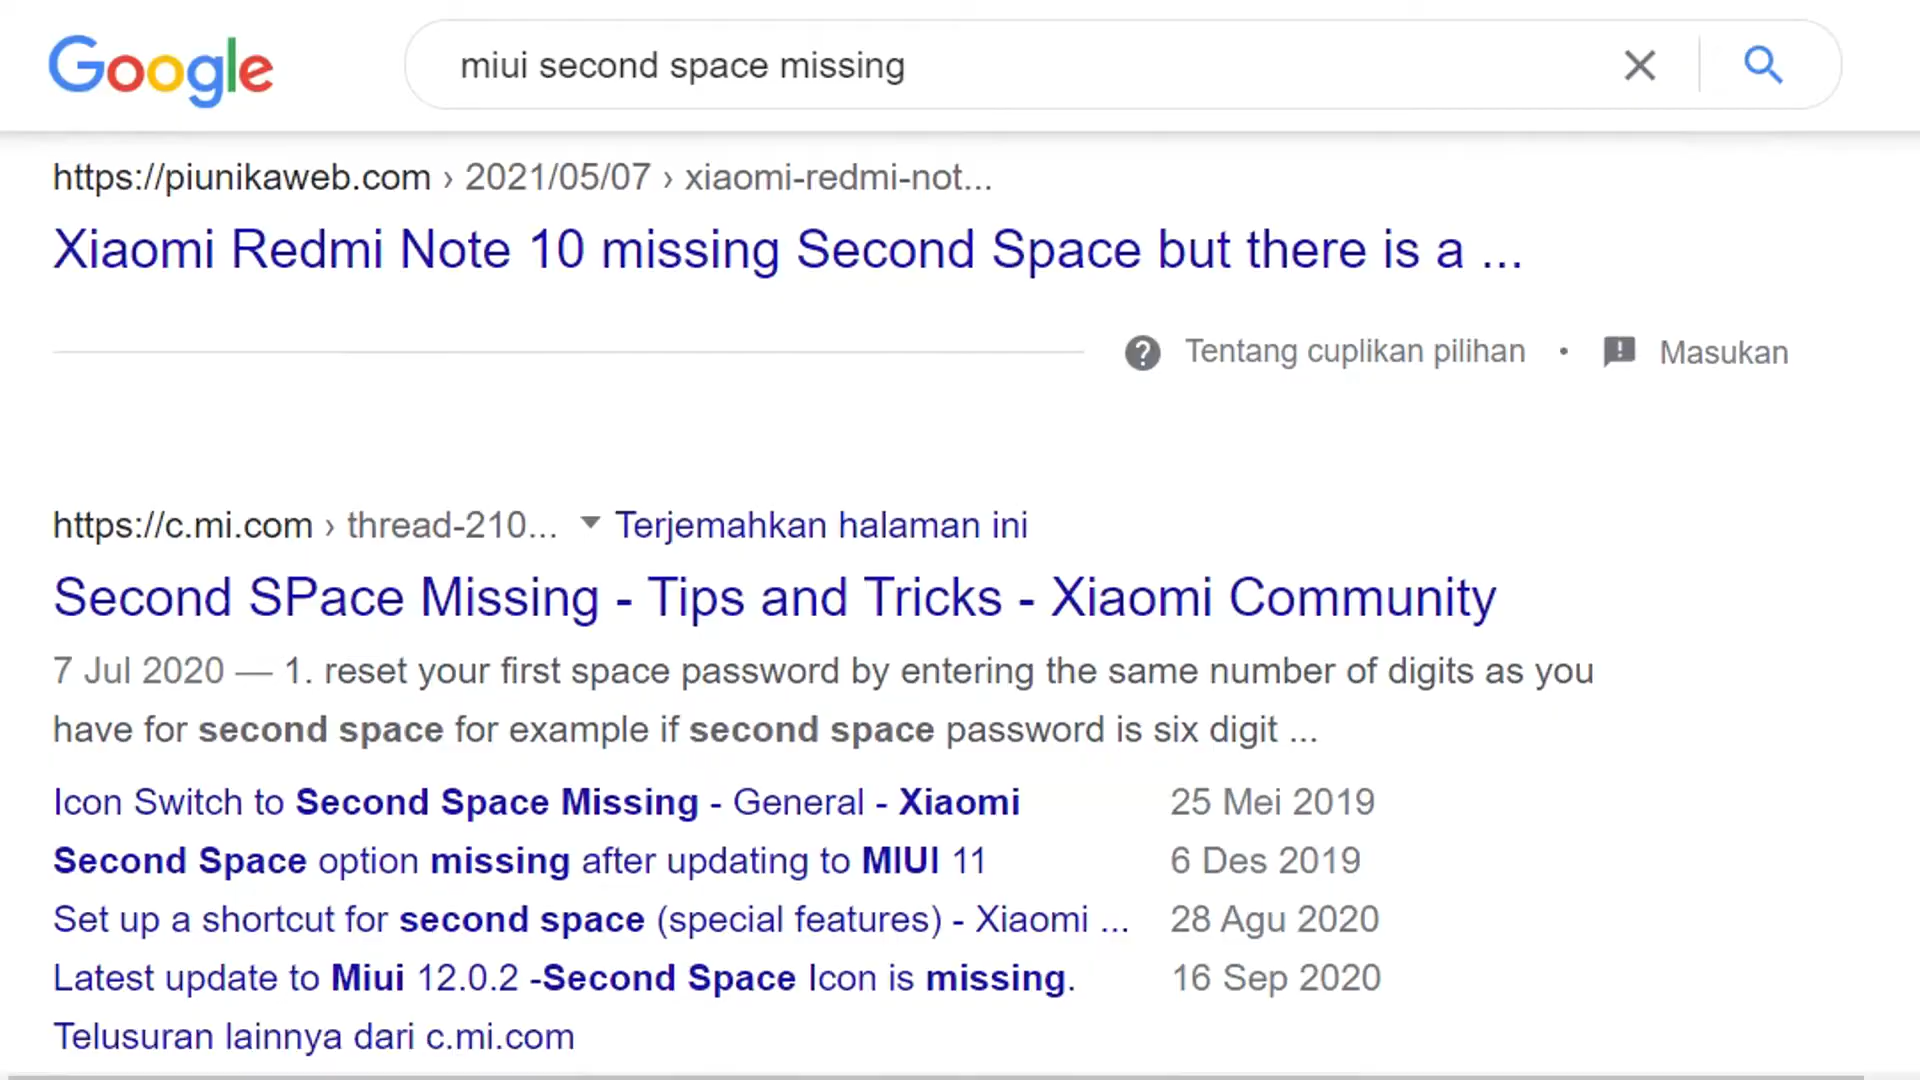 Google
miui second space missing
https://piunikaweb.com › 2021/05/07 › xiaomi-redmi-not...
Xiaomi Redmi Note 10 missing Second Space but there is a ...
Tentang cuplikan pilihan • Masukan
https://c.mi.com › thread-210... Terjemahkan halaman ini
Second SPace Missing - Tips and Tricks - Xiaomi Community
7 Jul 2020 — 1. reset your first space password by entering the same number of digits as you
have for second space for example if second space password is six digit ...
Icon Switch to Second Space Missing - General - Xiaomi 25 Mei 2019
Second Space option missing after updating to MIUI 11 6 Des 2019
Set up a shortcut for second space (special features) - Xiaomi ... 28 Agu 2020
Latest update to Miui 12.0.2 -Second Space Icon is missing. 16 Sep 2020
Telusuran lainnya dari c.mi.com